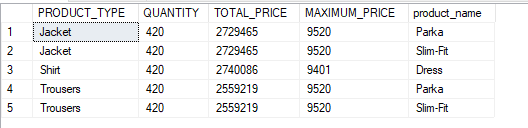 PRODUCT_TYPE QUANTITY TOTAL_PRICE MAXIMUM_PRICE product_name
1 Jacket 420 2729465 9520 Parka
2 Jacket 420 2729465 9520 Slim-Fit
3 Shirt 420 2740086 9401 Dress
4 Trousers 420 2559219 9520 Parka
5 Trousers 420 2559219 9520 Slim-Fit